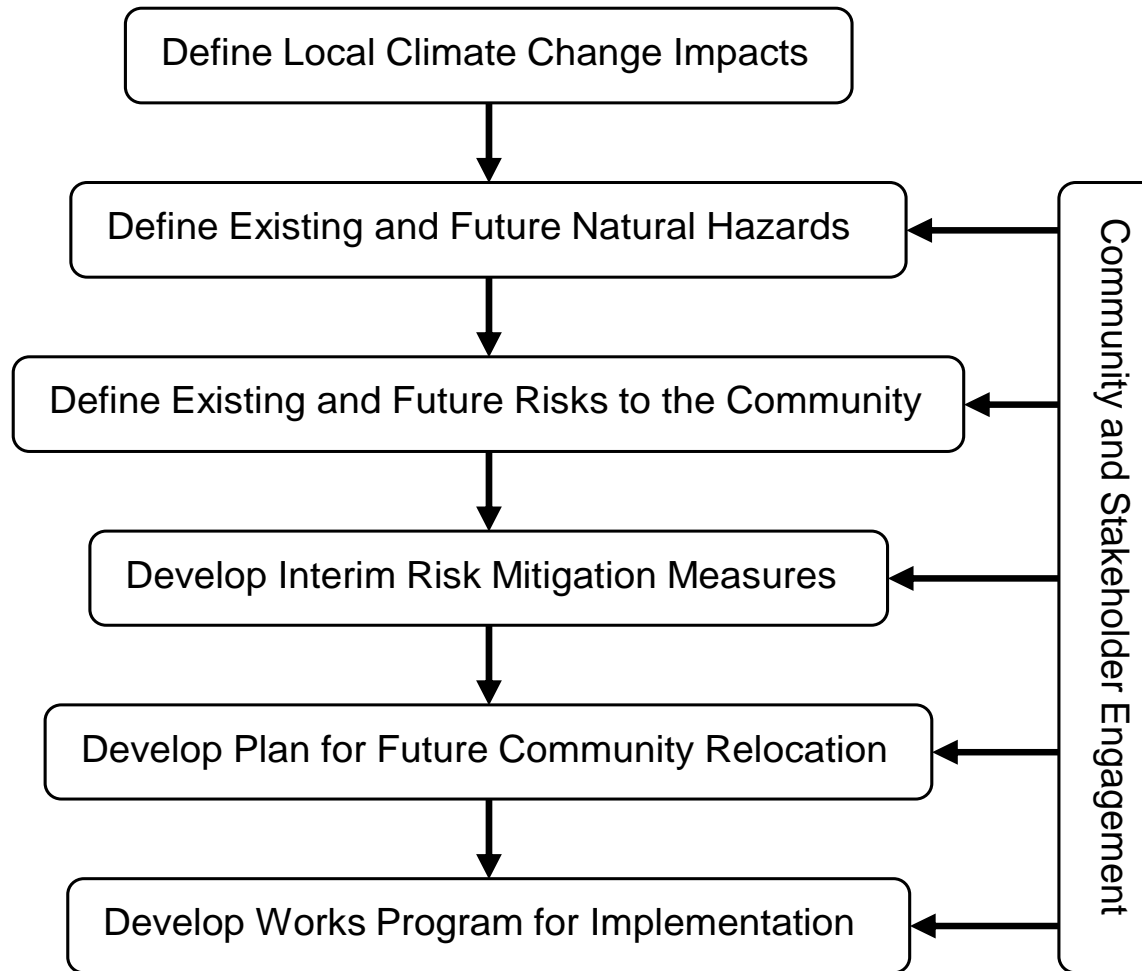 Define Local Climate Change Impacts
Define Existing and Future Natural Hazards
Define Existing and Future Risks to the Community
Develop Interim Risk Mitigation Measures
Develop Plan for Future Community Relocation
Develop Works Program for Implementation
Community and Stakeholder Engagement